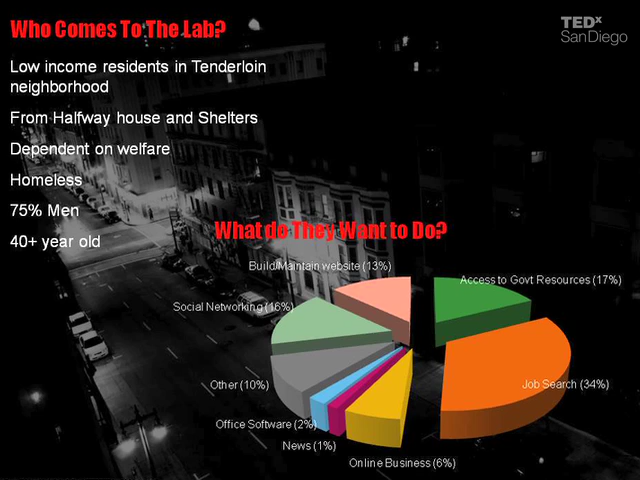 Who Comes To The Lab?
TEDx
SanDiego
Low income residents in Tenderloin
neighborhood
From Halfway house and Shelters
Dependent on welfare
Homeless
75% Men
40+ year old
What do They Want to Do?
Build/Maintain website (13%)
Access to Govt Resources (17%)
Social Networking (16%)
Other (10%)
Job Search (34%)
Office Software (2%)
News (1%)
Online Business (6%)